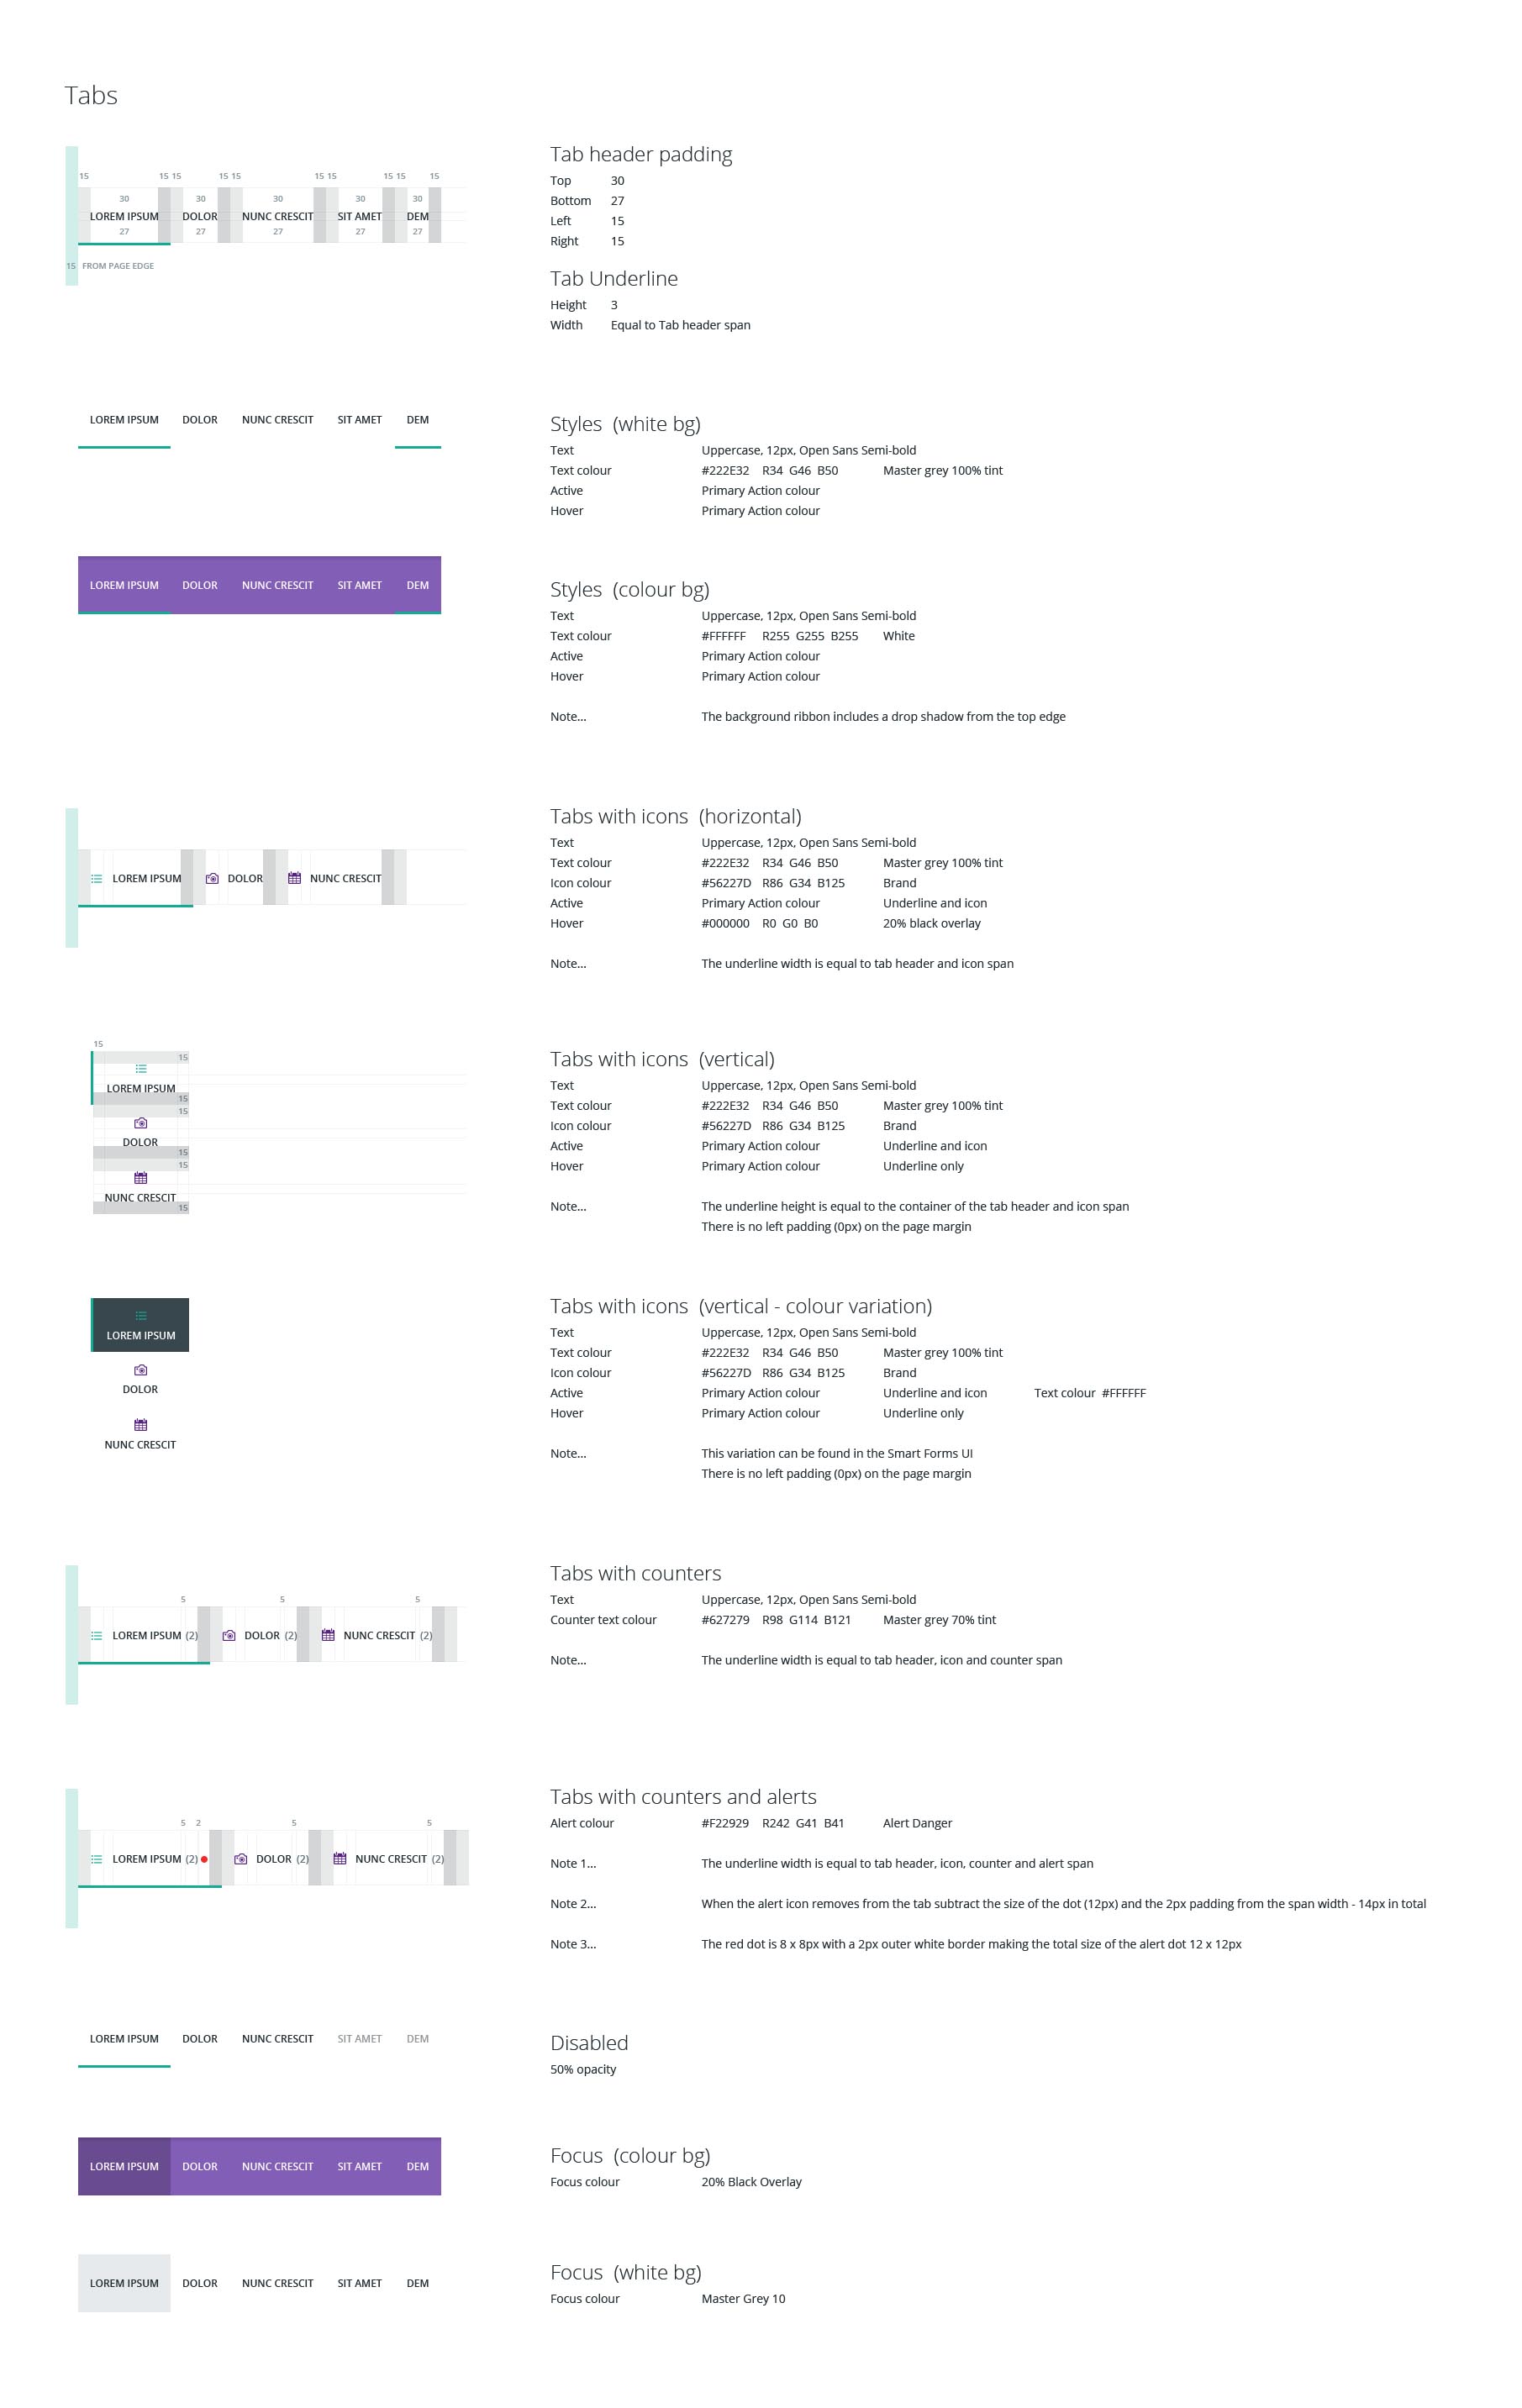 Tabs
15 15 15 15 15 15 15 15 15 15
30 30 30 30 30
LOREM IPSUM DOLOR NUNC CRESCIT SIT AMET DEM
27 27 27 27 27
15 FROM PAGE EDGE
Tab header padding
Top 30
Bottom 27
Left 15
Right 15
Tab Underline
Height 3
Width Equal to Tab header span
LOREM IPSUM DOLOR NUNC CRESCIT SIT AMET DEM
Styles (white bg)
Text Uppercase, 12px, Open Sans Semi-bold
Text colour #222E32 R34 G46 B50 Master grey 100% tint
Active Primary Action colour
Hover Primary Action colour
LOREM IPSUM DOLOR NUNC CRESCIT SIT AMET DEM
Styles (colour bg)
Text Uppercase, 12px, Open Sans Semi-bold
Text colour #FFFFFF R255 G255 B255 White
Active Primary Action colour
Hover Primary Action colour
Note... The background ribbon includes a drop shadow from the top edge
LOREM IPSUM DOLOR NUNC CRESCIT
Tabs with icons (horizontal)
Text Uppercase, 12px, Open Sans Semi-bold
Text colour #222E32 R34 G46 B50 Master grey 100% tint
Icon colour #56227D R86 G34 B125 Brand
Active Primary Action colour Underline and icon
Hover #000000 R0 G0 B0 20% black overlay
Note... The underline width is equal to tab header and icon span
15
15
LOREM IPSUM
15
15
DOLOR
15
15
NUNC CRESCIT
15
Tabs with icons (vertical)
Text Uppercase, 12px, Open Sans Semi-bold
Text colour #222E32 R34 G46 B50 Master grey 100% tint
Icon colour #56227D R86 G34 B125 Brand
Active Primary Action colour Underline and icon
Hover Primary Action colour Underline only
Note... The underline height is equal to the container of the tab header and icon span
There is no left padding (0px) on the page margin
LOREM IPSUM
DOLOR
NUNC CRESCIT
Tabs with icons (vertical - colour variation)
Text Uppercase, 12px, Open Sans Semi-bold
Text colour #222E32 R34 G46 B50 Master grey 100% tint
Icon colour #56227D R86 G34 B125 Brand
Active Primary Action colour Underline and icon Text colour #FFFFFF
Hover Primary Action colour Underline only
Note... This variation can be found in the Smart Forms UI
There is no left padding (0px) on the page margin
5 5 5
LOREM IPSUM (2) DOLOR (2) NUNC CRESCIT (2)
Tabs with counters
Text Uppercase, 12px, Open Sans Semi-bold
Counter text colour #627279 R98 G114 B121 Master grey 70% tint
Note... The underline width is equal to tab header, icon and counter span
5 2 5 5
LOREM IPSUM (2) DOLOR (2) NUNC CRESCIT (2)
Tabs with counters and alerts
Alert colour #F22929 R242 G41 B41 Alert Danger
Note 1... The underline width is equal to tab header, icon, counter and alert span
Note 2... When the alert icon removes from the tab subtract the size of the dot (12px) and the 2px padding from the span width - 14px in total
Note 3... The red dot is 8 x 8px with a 2px outer white border making the total size of the alert dot 12 x 12px
LOREM IPSUM DOLOR NUNC CRESCIT SIT AMET DEM
Disabled
50% opacity
LOREM IPSUM DOLOR NUNC CRESCIT SIT AMET DEM
Focus (colour bg)
Focus colour 20% Black Overlay
LOREM IPSUM DOLOR NUNC CRESCIT SIT AMET DEM
Focus (white bg)
Focus colour Master Grey 10